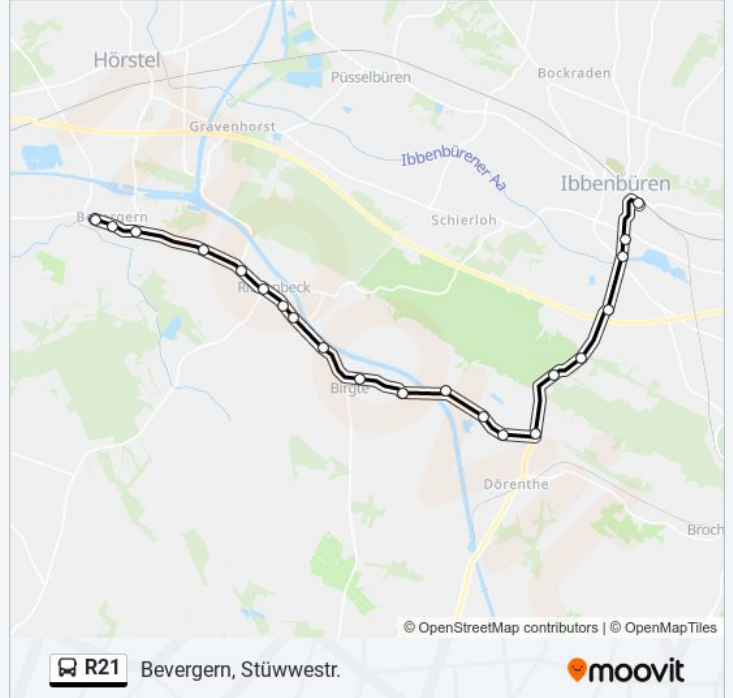 Hörstel
Püsselbüren
Bockraden
Gravenhorst
Ibbenbürener Aa
Ibbenbüren
Schierloh
Bevergern
Riesenbeck
Birgte
Dörenthe
Broch
© OpenStreetMap contributors | © OpenMapTiles
R21 Bevergern, Stüwwestr.
moovit